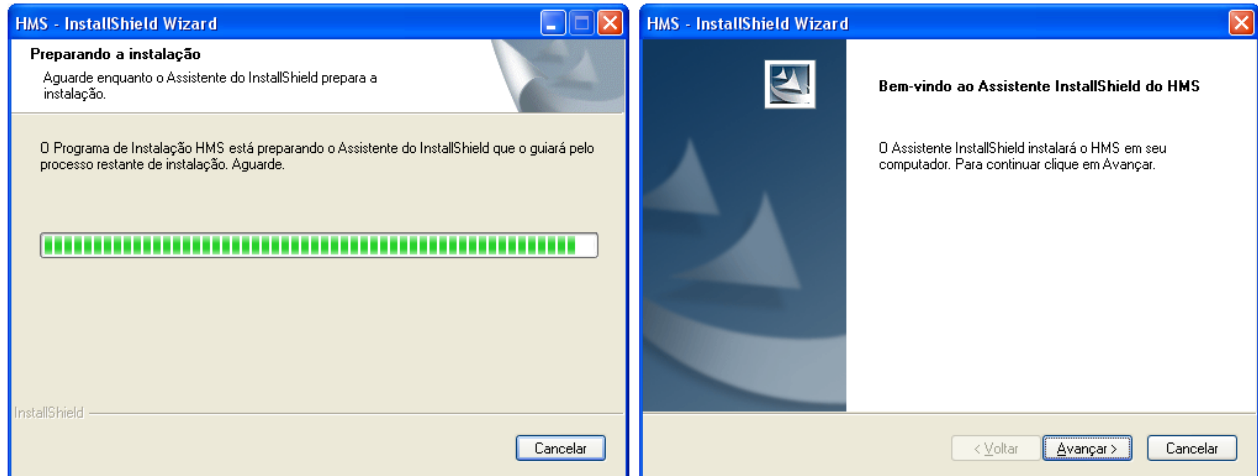 HMS - InstallShield Wizard
Preparando a instalação
Aguarde enquanto o Assistente do InstallShield prepara a
instalação.
O Programa de Instalação HMS está preparando o Assistente do InstallShield que o guiará pelo
processo restante de instalação. Aguarde.
InstallShield
Cancelar
HMS - InstallShield Wizard
Bem-vindo ao Assistente InstallShield do HMS
O Assistente InstallShield instalará o HMS em seu
computador. Para continuar clique em Avançar.
< Voltar Avançar > Cancelar